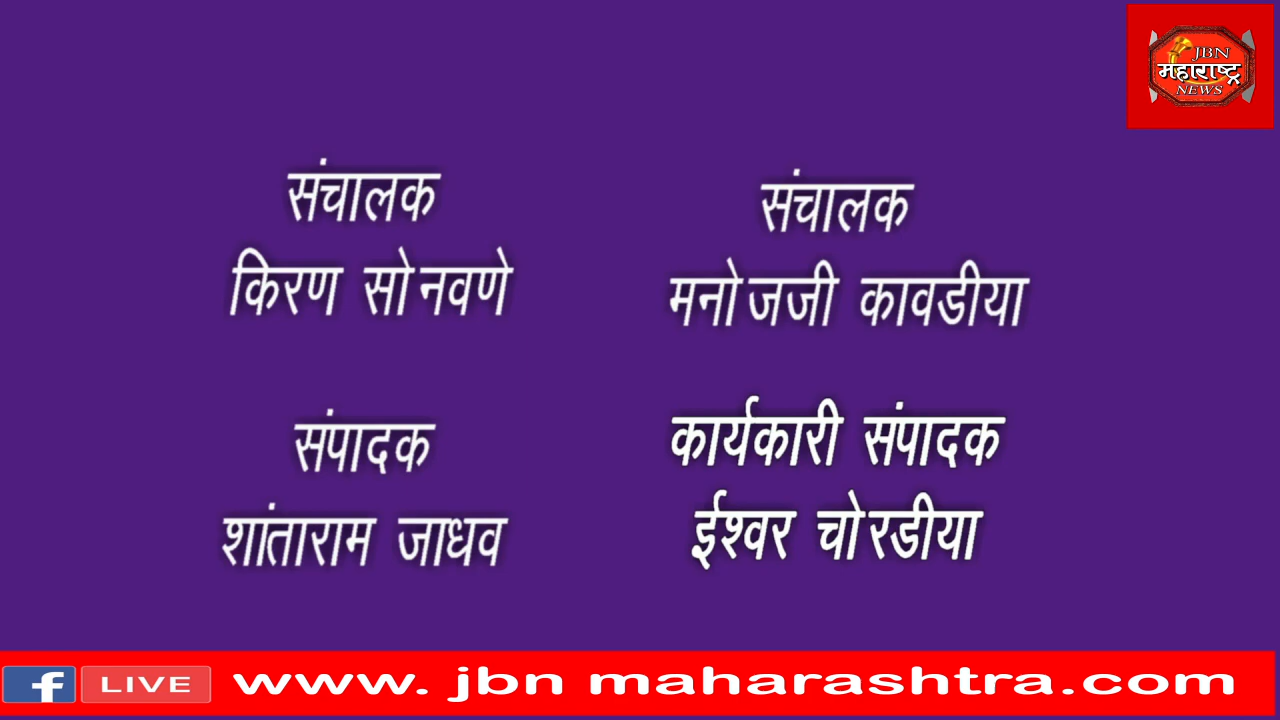 JBN
महाराष्ट्र
NEWS
संचालक
किरण सोनवणे
संचालक
मनोजजी कावडीया
संपादक
शांताराम जाधव
कार्यकारी संपादक
ईश्वर चोरडीया
f LIVE www. jbn maharashtra.com